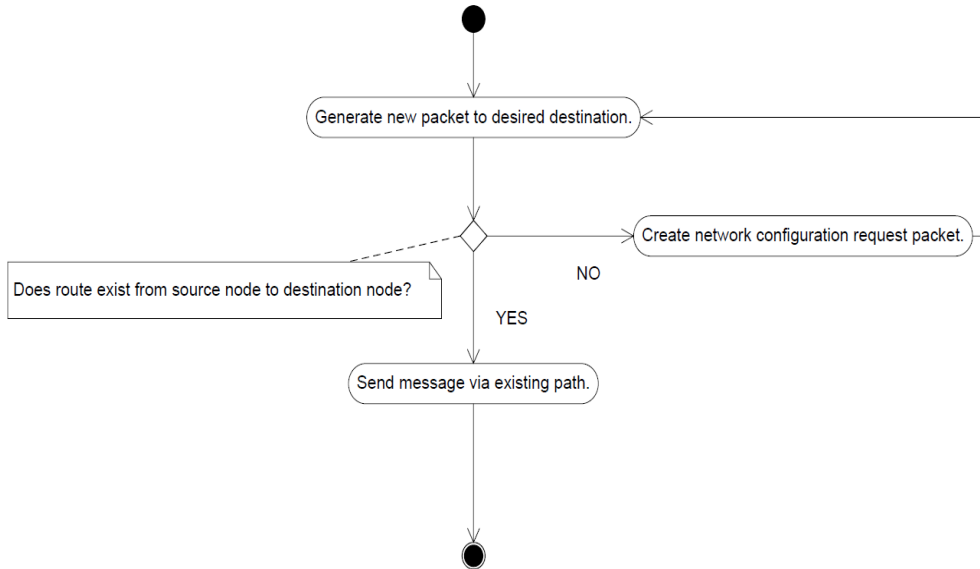 Generate new packet to desired destination.
Create network configuration request packet.
NO
Does route exist from source node to destination node?
YES
Send message via existing path.